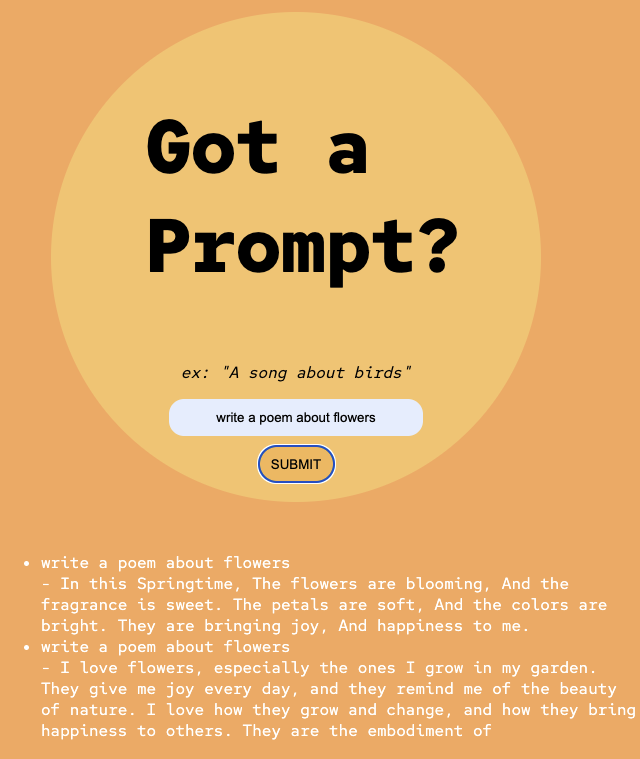 Got a
Prompt?
ex: "A song about birds"
write a poem about flowers
SUBMIT
• write a poem about flowers
- In this Springtime, The flowers are blooming, And the
fragrance is sweet. The petals are soft, And the colors are
bright. They are bringing joy, And happiness to me.
• write a poem about flowers
- I love flowers, especially the ones I grow in my garden.
They give me joy every day, and they remind me of the beauty
of nature. I love how they grow and change, and how they bring
happiness to others. They are the embodiment of